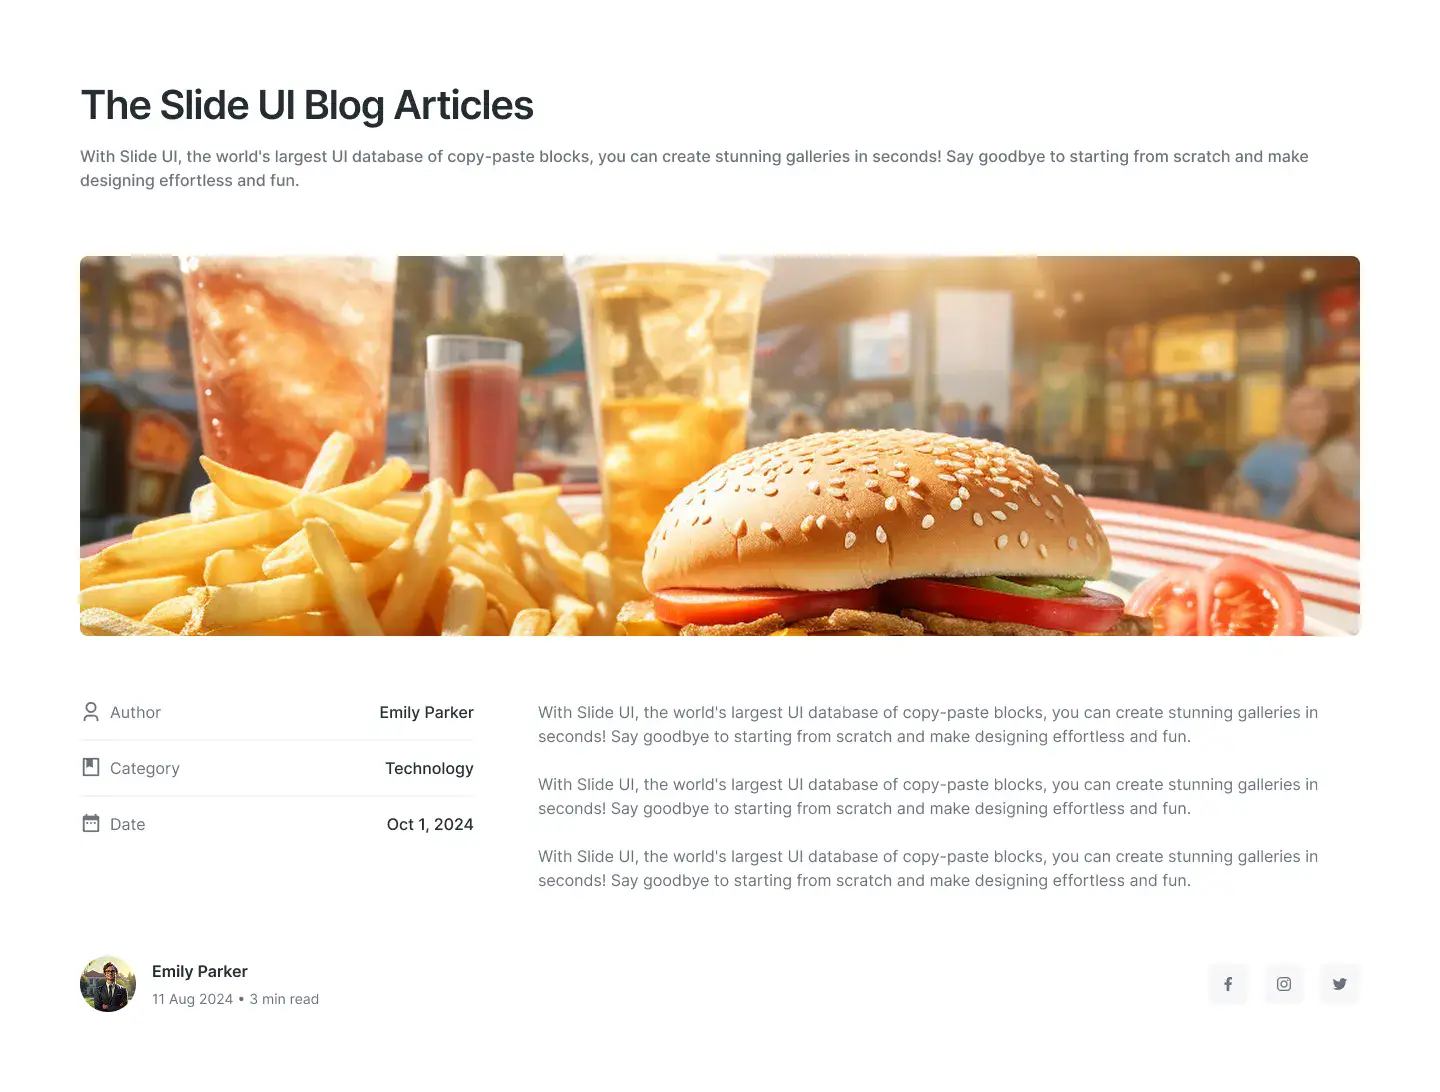 The Slide UI Blog Articles
With Slide UI, the world's largest UI database of copy-paste blocks, you can create stunning galleries in seconds! Say goodbye to starting from scratch and make
designing effortless and fun.
Author
Emily Parker
Category
Technology
Date
Oct 1, 2024
With Slide UI, the world's largest UI database of copy-paste blocks, you can create stunning galleries in
seconds! Say goodbye to starting from scratch and make designing effortless and fun.
With Slide UI, the world's largest UI database of copy-paste blocks, you can create stunning galleries in
seconds! Say goodbye to starting from scratch and make designing effortless and fun.
With Slide UI, the world's largest UI database of copy-paste blocks, you can create stunning galleries in
seconds! Say goodbye to starting from scratch and make designing effortless and fun.
Emily Parker
11 Aug 2024 • 3 min read